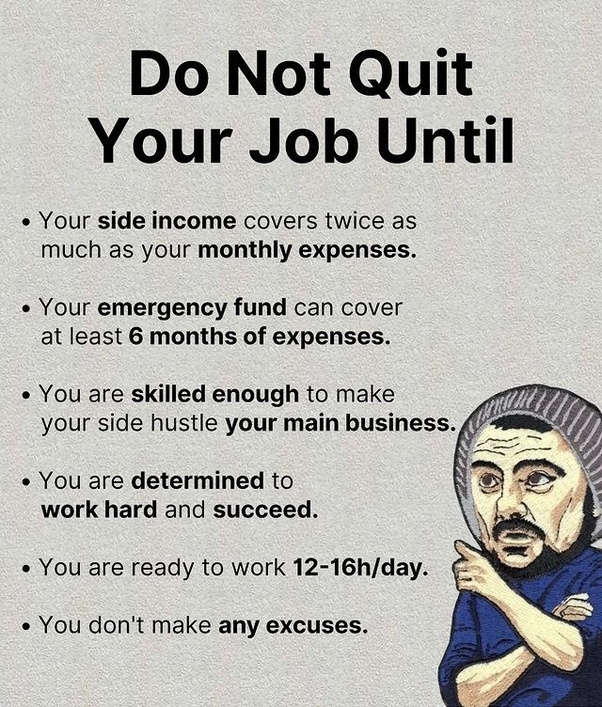 Do Not Quit
Your Job Until
• Your side income covers twice as
much as your monthly expenses.
• Your emergency fund can cover
at least 6 months of expenses.
• You are skilled enough to make
your side hustle your main business.
• You are determined to
work hard and succeed.
• You are ready to work 12-16h/day.
• You don't make any excuses.